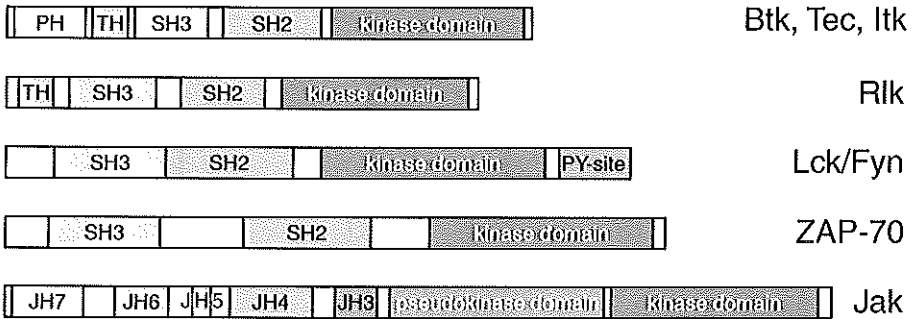 PH TH SH3 SH2 kinase domain Btk, Tec, Itk
TH SH3 SH2 kinase domain Rlk
SH3 SH2 kinase domain PY-site Lck/Fyn
SH3 SH2 kinase domain ZAP-70
JH7 JH6 JH5 JH4 JH3 pseudokinase domain kinase domain Jak